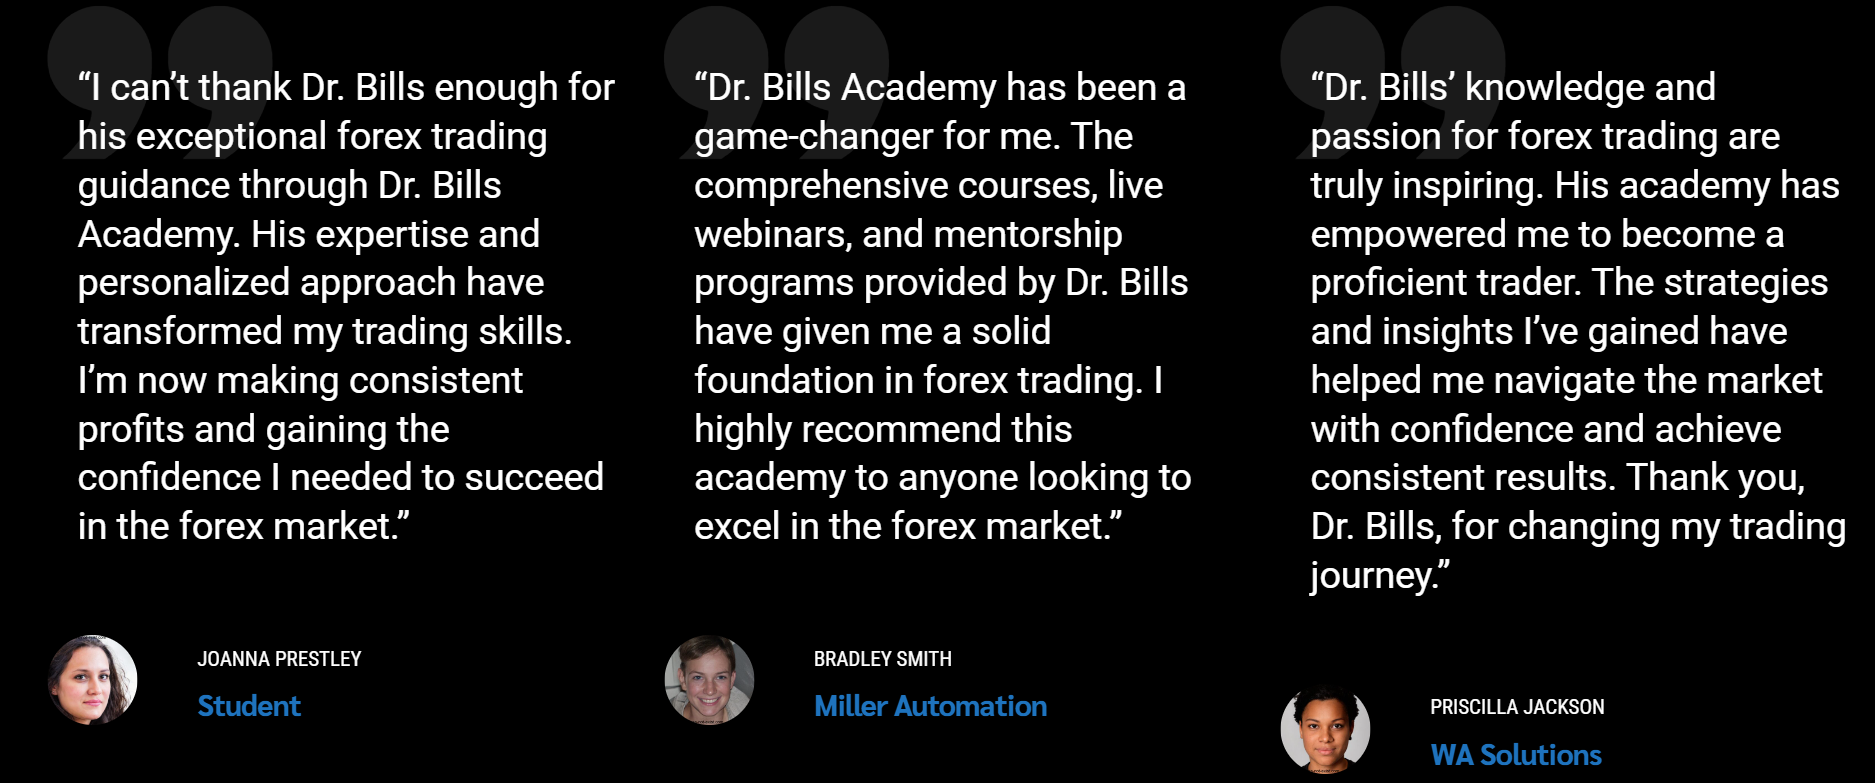 “I can’t thank Dr. Bills enough for
his exceptional forex trading
guidance through Dr. Bills
Academy. His expertise and
personalized approach have
transformed my trading skills.
I’m now making consistent
profits and gaining the
confidence I needed to succeed
in the forex market.”
JOANNA PRESTLEY
Student
“Dr. Bills Academy has been a
game-changer for me. The
comprehensive courses, live
webinars, and mentorship
programs provided by Dr. Bills
have given me a solid
foundation in forex trading. I
highly recommend this
academy to anyone looking to
excel in the forex market.”
BRADLEY SMITH
Miller Automation
“Dr. Bills’ knowledge and
passion for forex trading are
truly inspiring. His academy has
empowered me to become a
proficient trader. The strategies
and insights I’ve gained have
helped me navigate the market
with confidence and achieve
consistent results. Thank you,
Dr. Bills, for changing my trading
journey.”
PRISCILLA JACKSON
WA Solutions